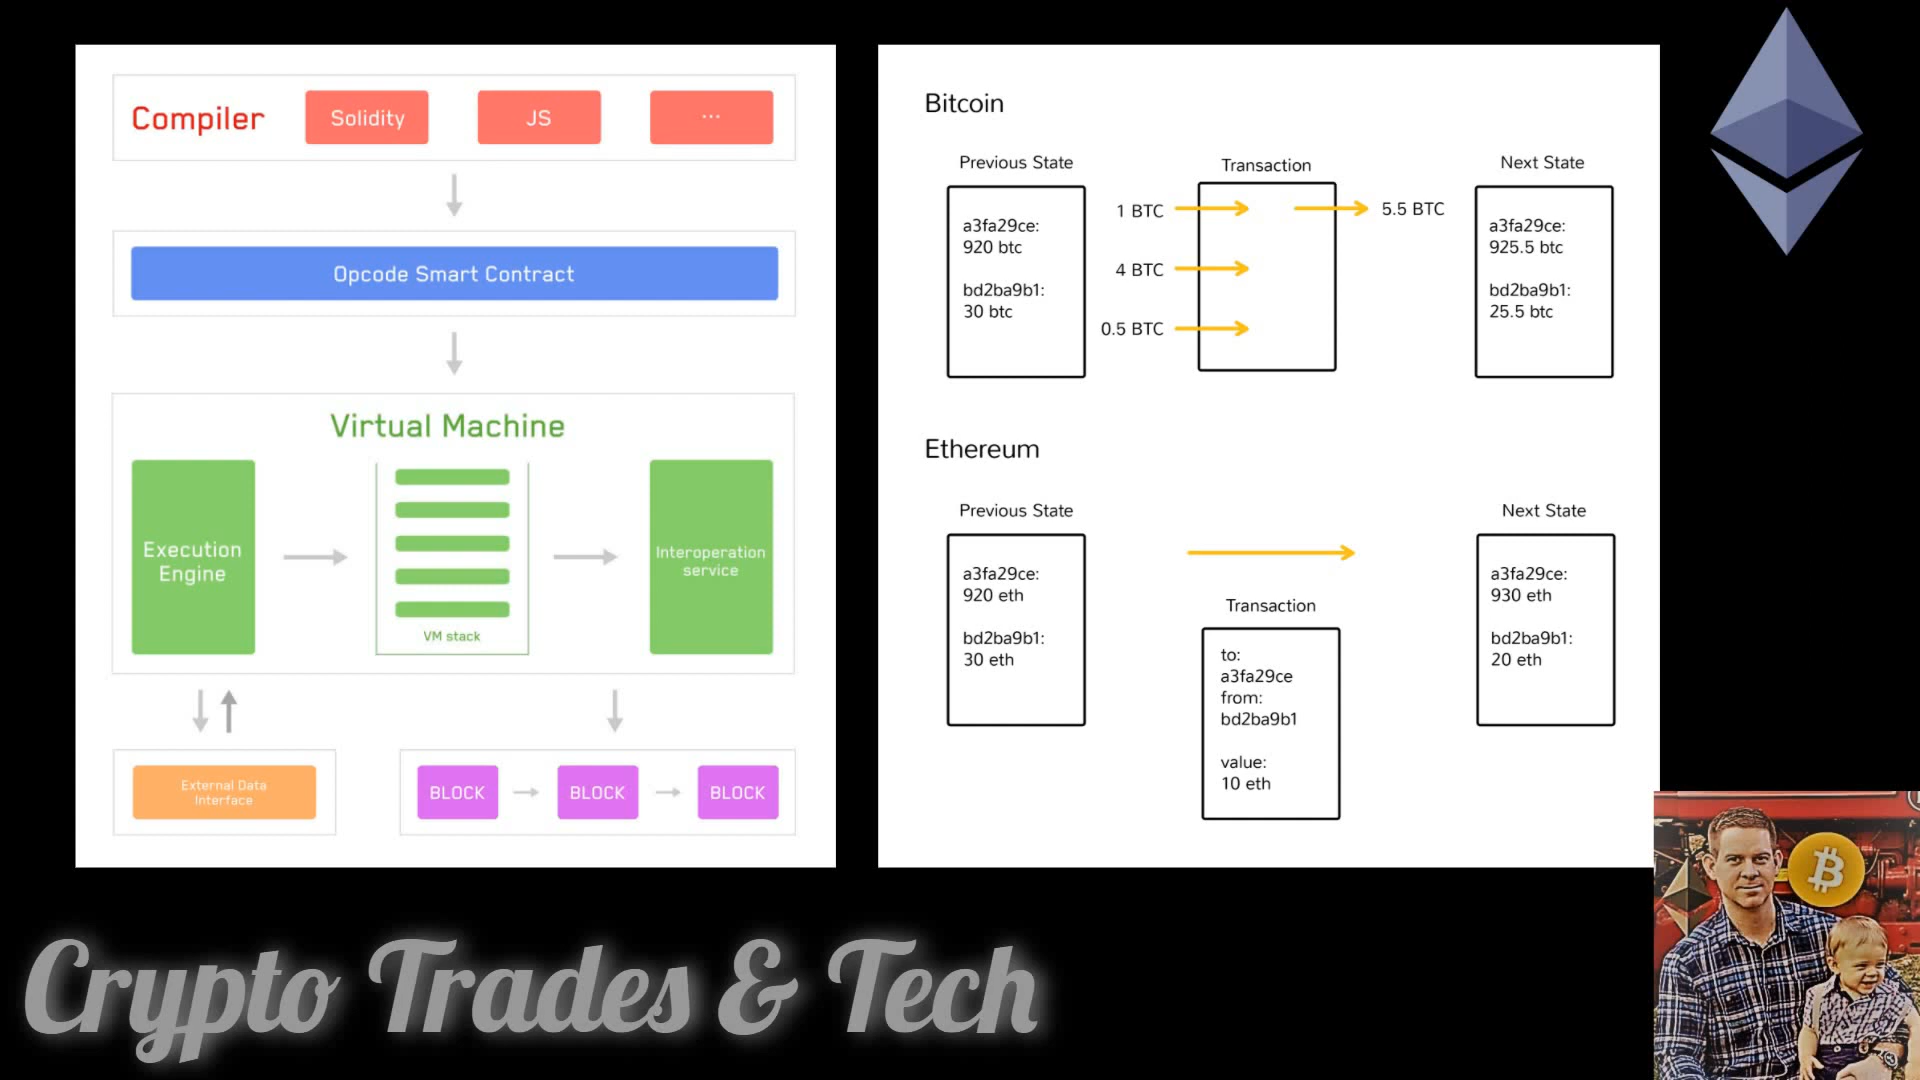 Compiler
Solidity
JS
...
Opcode Smart Contract
Virtual Machine
Execution
Engine
VM stack
Interoperation
service
External Data
Interface
BLOCK
BLOCK
BLOCK
Bitcoin
Previous State
Transaction
Next State
a3fa29ce:
920 btc
bd2ba9b1:
30 btc
1 BTC
4 BTC
0.5 BTC
5.5 BTC
a3fa29ce:
925.5 btc
bd2ba9b1:
25.5 btc
Ethereum
Previous State
Next State
a3fa29ce:
920 eth
bd2ba9b1:
30 eth
Transaction
to:
a3fa29ce
from:
bd2ba9b1
value:
10 eth
a3fa29ce:
930 eth
bd2ba9b1:
20 eth
Crypto Trades & Tech